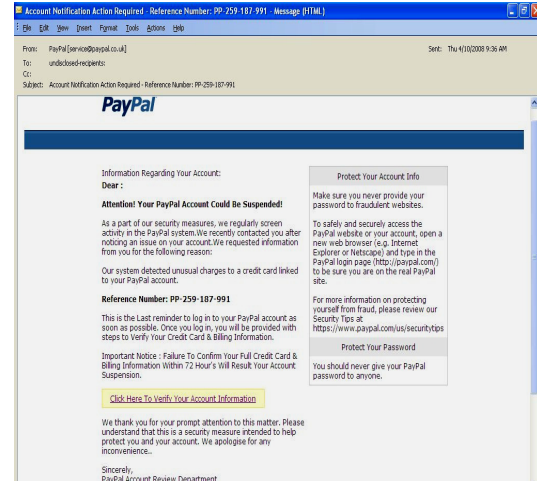 Account Notification Action Required - Reference Number: PP-259-187-991 - Message (HTML)
File Edit View Insert Format Tools Actions Help
From: PayPal [service@paypal.co.uk] Sent: Thu 4/10/2008 9:36 AM
To: undisclosed-recipients:
Cc:
Subject: Account Notification Action Required - Reference Number: PP-259-187-991
PayPal
Information Regarding Your Account:
Dear :
Attention! Your PayPal Account Could Be Suspended!
As a part of our security measures, we regularly screen
activity in the PayPal system.We recently contacted you after
noticing an issue on your account.We requested information
from you for the following reason:
Our system detected unusual charges to a credit card linked
to your PayPal account.
Reference Number: PP-259-187-991
This is the Last reminder to log in to your PayPal account as
soon as possible. Once you log in, you will be provided with
steps to Verify Your Credit Card & Billing Information.
Important Notice : Failure To Confirm Your Full Credit Card &
Billing Information Within 72 Hour's Will Result Your Account
Suspension.
Click Here To Verify Your Account Information
We thank you for your prompt attention to this matter. Please
understand that this is a security measure intended to help
protect you and your account. We apologise for any
inconvenience..
Sincerely,
PayPal Account Review Department
Protect Your Account Info
Make sure you never provide your
password to fraudulent websites.
To safely and securely access the
PayPal website or your account, open a
new web browser (e.g. Internet
Explorer or Netscape) and type in the
PayPal login page (http://paypal.com/)
to be sure you are on the real PayPal
site.
For more information on protecting
yourself from fraud, please review our
Security Tips at
https://www.paypal.com/us/securitytips
Protect Your Password
You should never give your PayPal
password to anyone.